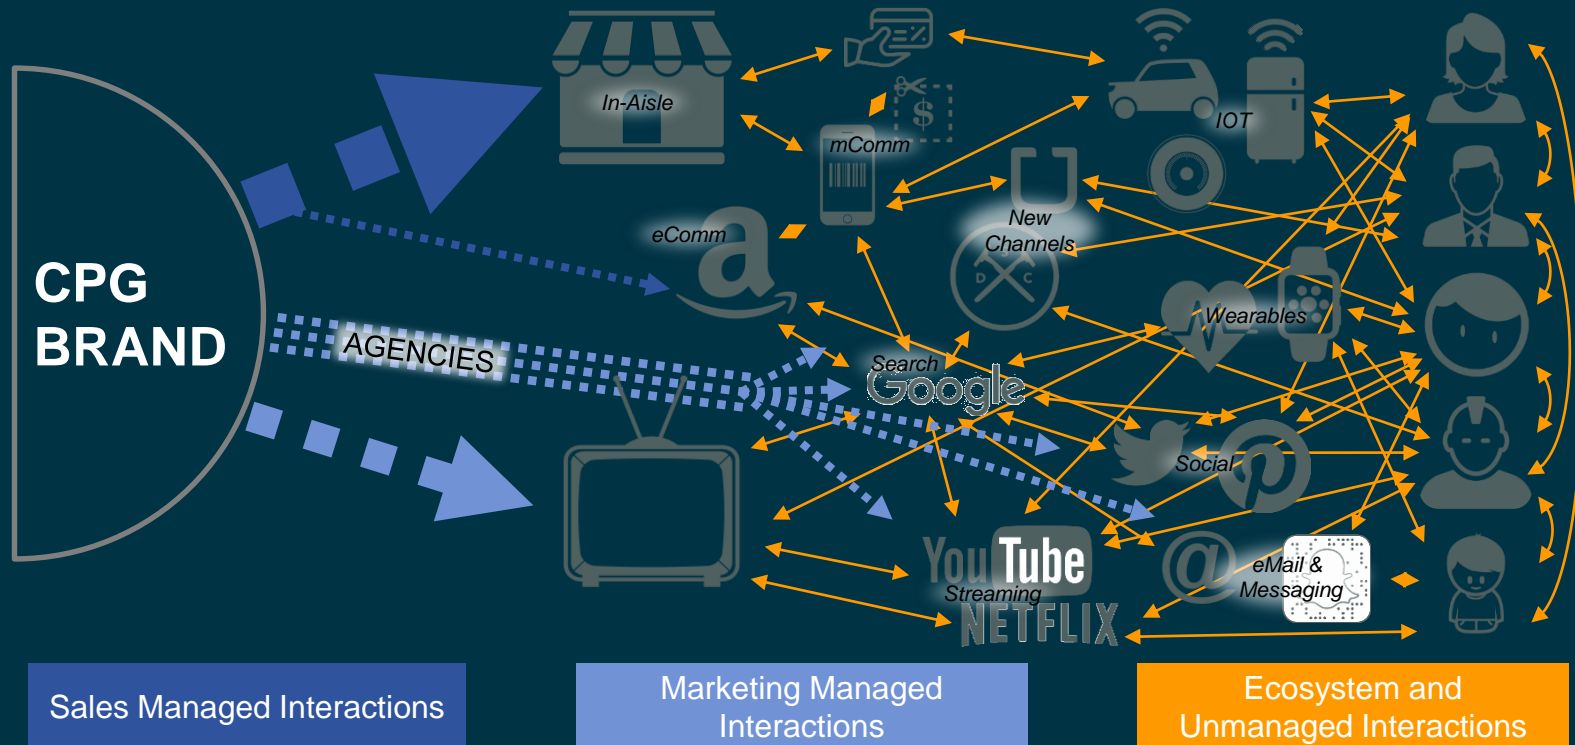 In-Aisle
$
mComm
IOT
eComm
New
Channels
D S C
a
CPG
BRAND
AGENCIES
Wearables
Search
Google
Social
YouTube
Streaming
NETFLIX
@
eMail &
Messaging
Sales Managed Interactions
Marketing Managed
Interactions
Ecosystem and
Unmanaged Interactions